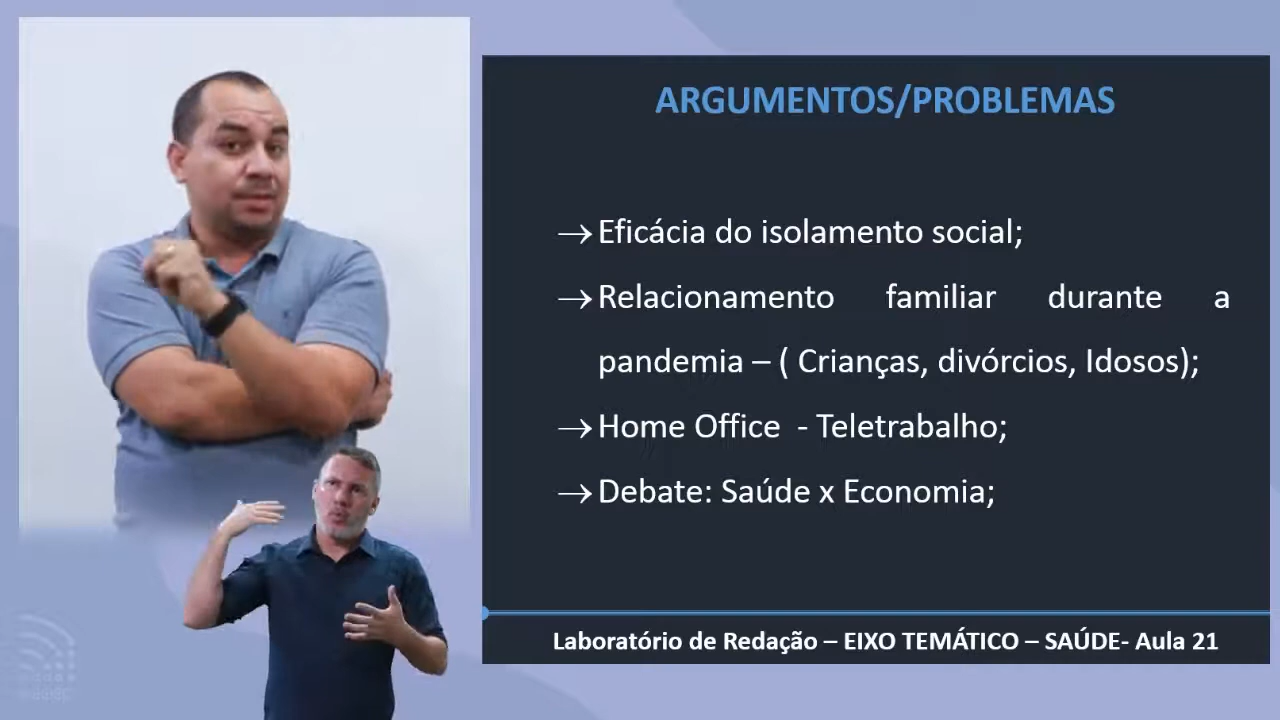 ARGUMENTOS/PROBLEMAS
→Eficácia do isolamento social;
→Relacionamento familiar durante a
pandemia – ( Crianças, divórcios, Idosos);
→Home Office - Teletrabalho;
→Debate: Saúde x Economia;
Laboratório de Redação – EIXO TEMÁTICO – SAÚDE- Aula 21